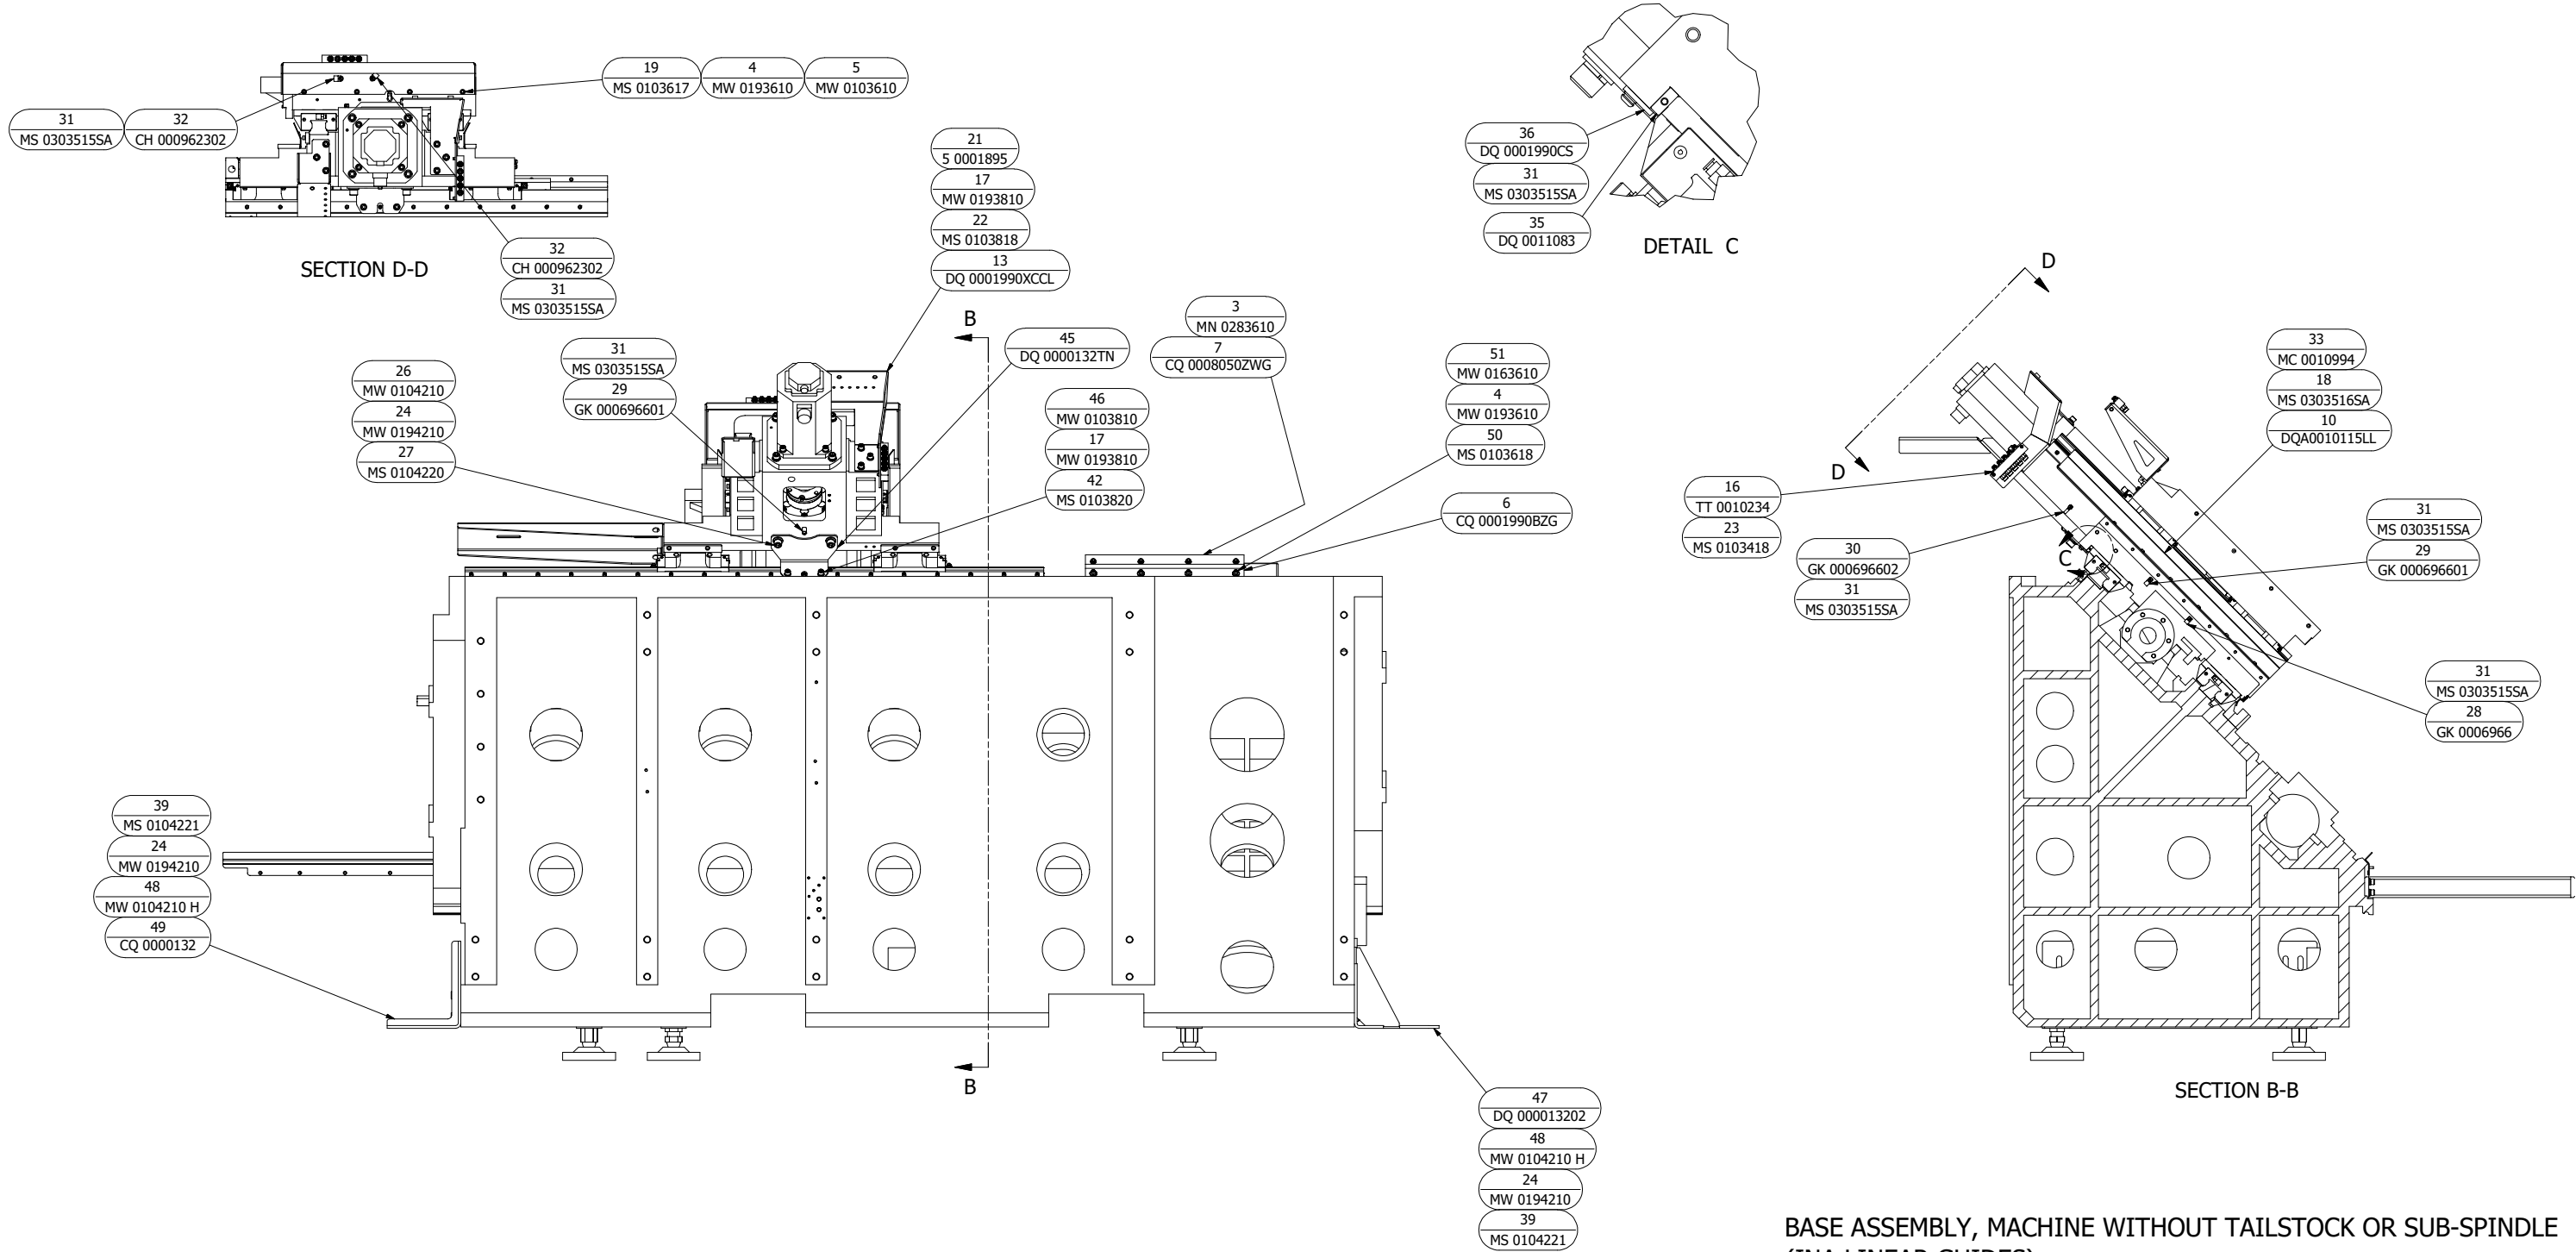 19
MS 0103617
4
MW 0193610
5
MW 0103610
31
MS 0303515SA
32
CH 000962302
32
CH 000962302
31
MS 0303515SA
SECTION D-D
21
5 0001895
17
MW 0193810
22
MS 0103818
13
DQ 0001990XCCL
36
DQ 0001990CS
31
MS 0303515SA
35
DQ 0011083
DETAIL C
B
45
DQ 0000132TN
31
MS 0303515SA
29
GK 000696601
26
MW 0104210
24
MW 0194210
27
MS 0104220
46
MW 0103810
17
MW 0193810
42
MS 0103820
3
MN 0283610
7
CQ 0008050ZWG
51
MW 0163610
4
MW 0193610
50
MS 0103618
6
CQ 0001990BZG
D
D
33
MC 0010994
18
MS 0303516SA
10
DQA0010115LL
16
TT 0010234
23
MS 0103418
30
GK 000696602
31
MS 0303515SA
C
31
MS 0303515SA
29
GK 000696601
31
MS 0303515SA
28
GK 0006966
39
MS 0104221
24
MW 0194210
48
MW 0104210 H
49
CQ 0000132
B
47
DQ 000013202
48
MW 0104210 H
24
MW 0194210
39
MS 0104221
SECTION B-B
BASE ASSEMBLY, MACHINE WITHOUT TAILSTOCK OR SUB-SPINDLE
(INA LINEAR GUIDES)